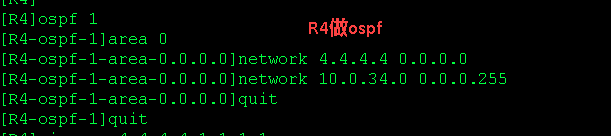 [R4]
[R4]ospf 1
R4做ospf
[R4-ospf-1]area 0
[R4-ospf-1-area-0.0.0.0]network 4.4.4.4 0.0.0.0
[R4-ospf-1-area-0.0.0.0]network 10.0.34.0 0.0.0.255
[R4-ospf-1-area-0.0.0.0]quit
[R4-ospf-1]quit